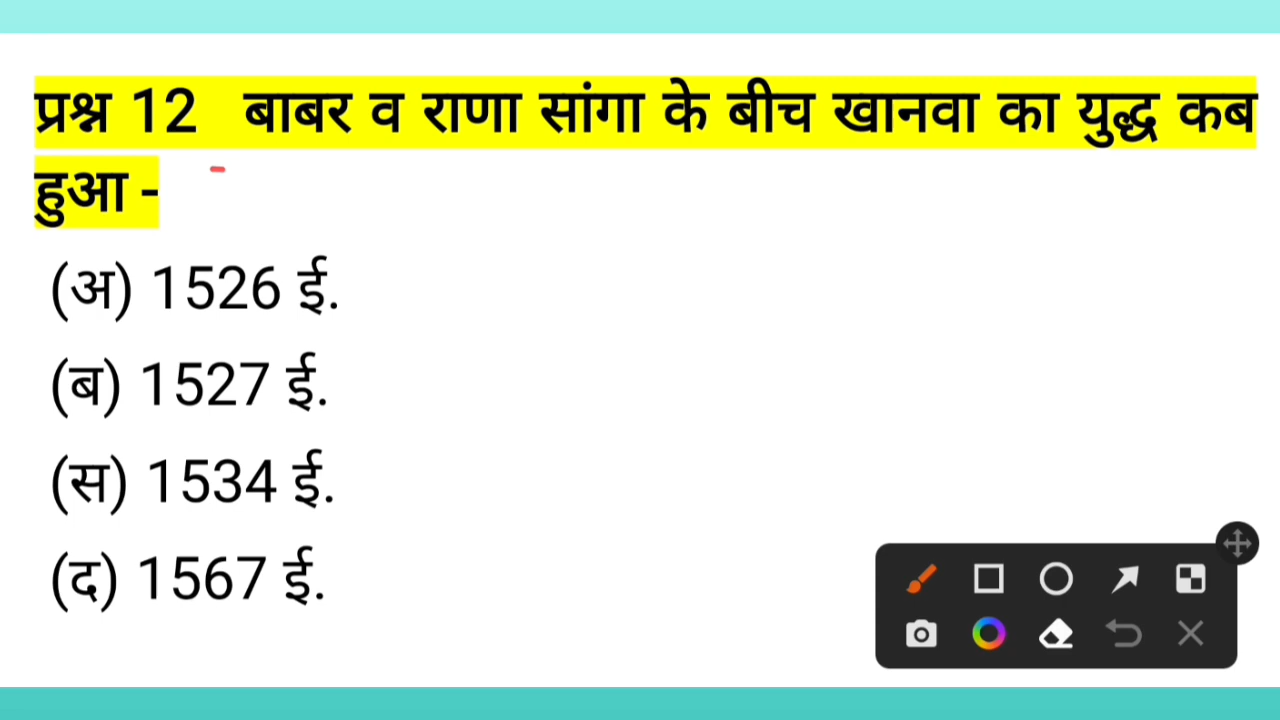 प्रश्न 12 बाबर व राणा सांगा के बीच खानवा का युद्ध कब
हुआ -
(अ) 1526 ई.
(ब) 1527 ई.
(स) 1534 ई.
(द) 1567 ई.